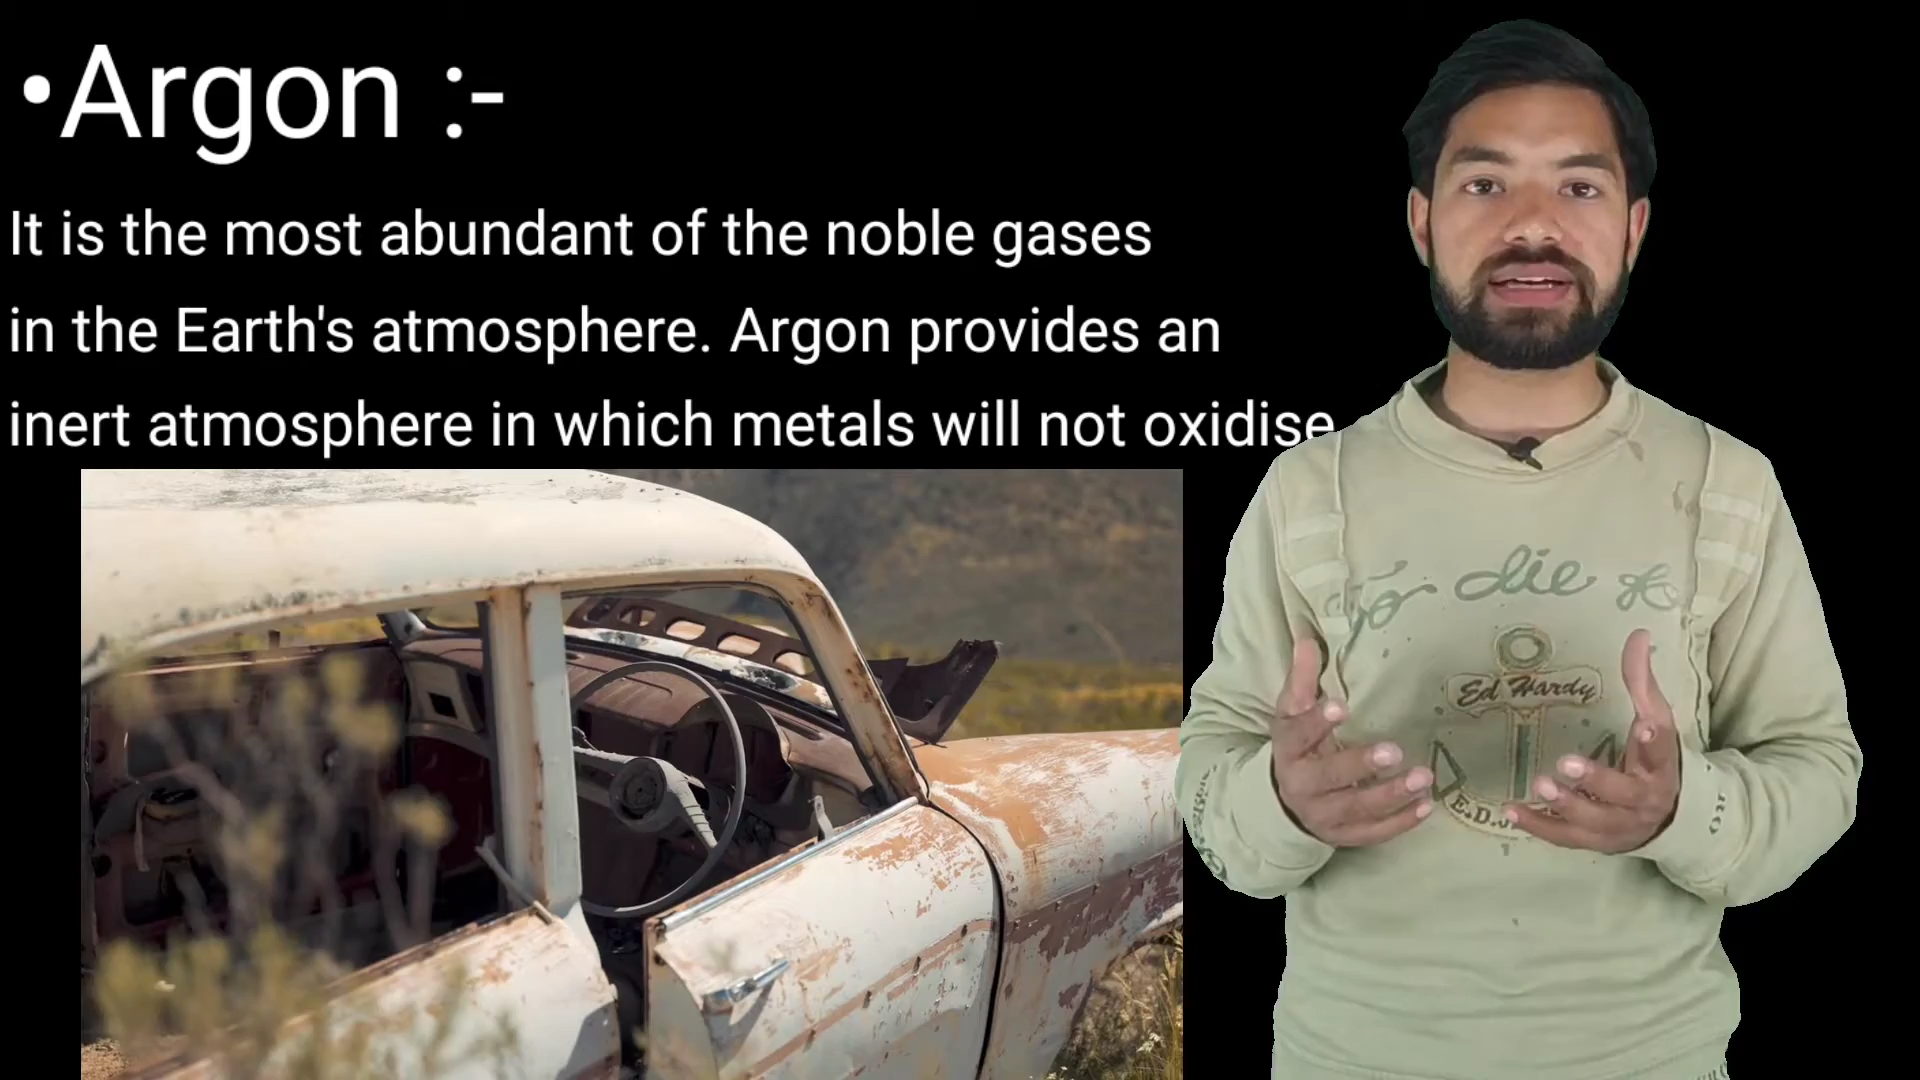 •Argon :-
It is the most abundant of the noble gases
in the Earth's atmosphere. Argon provides an
inert atmosphere in which metals will not oxidise
die
Ed Hardy